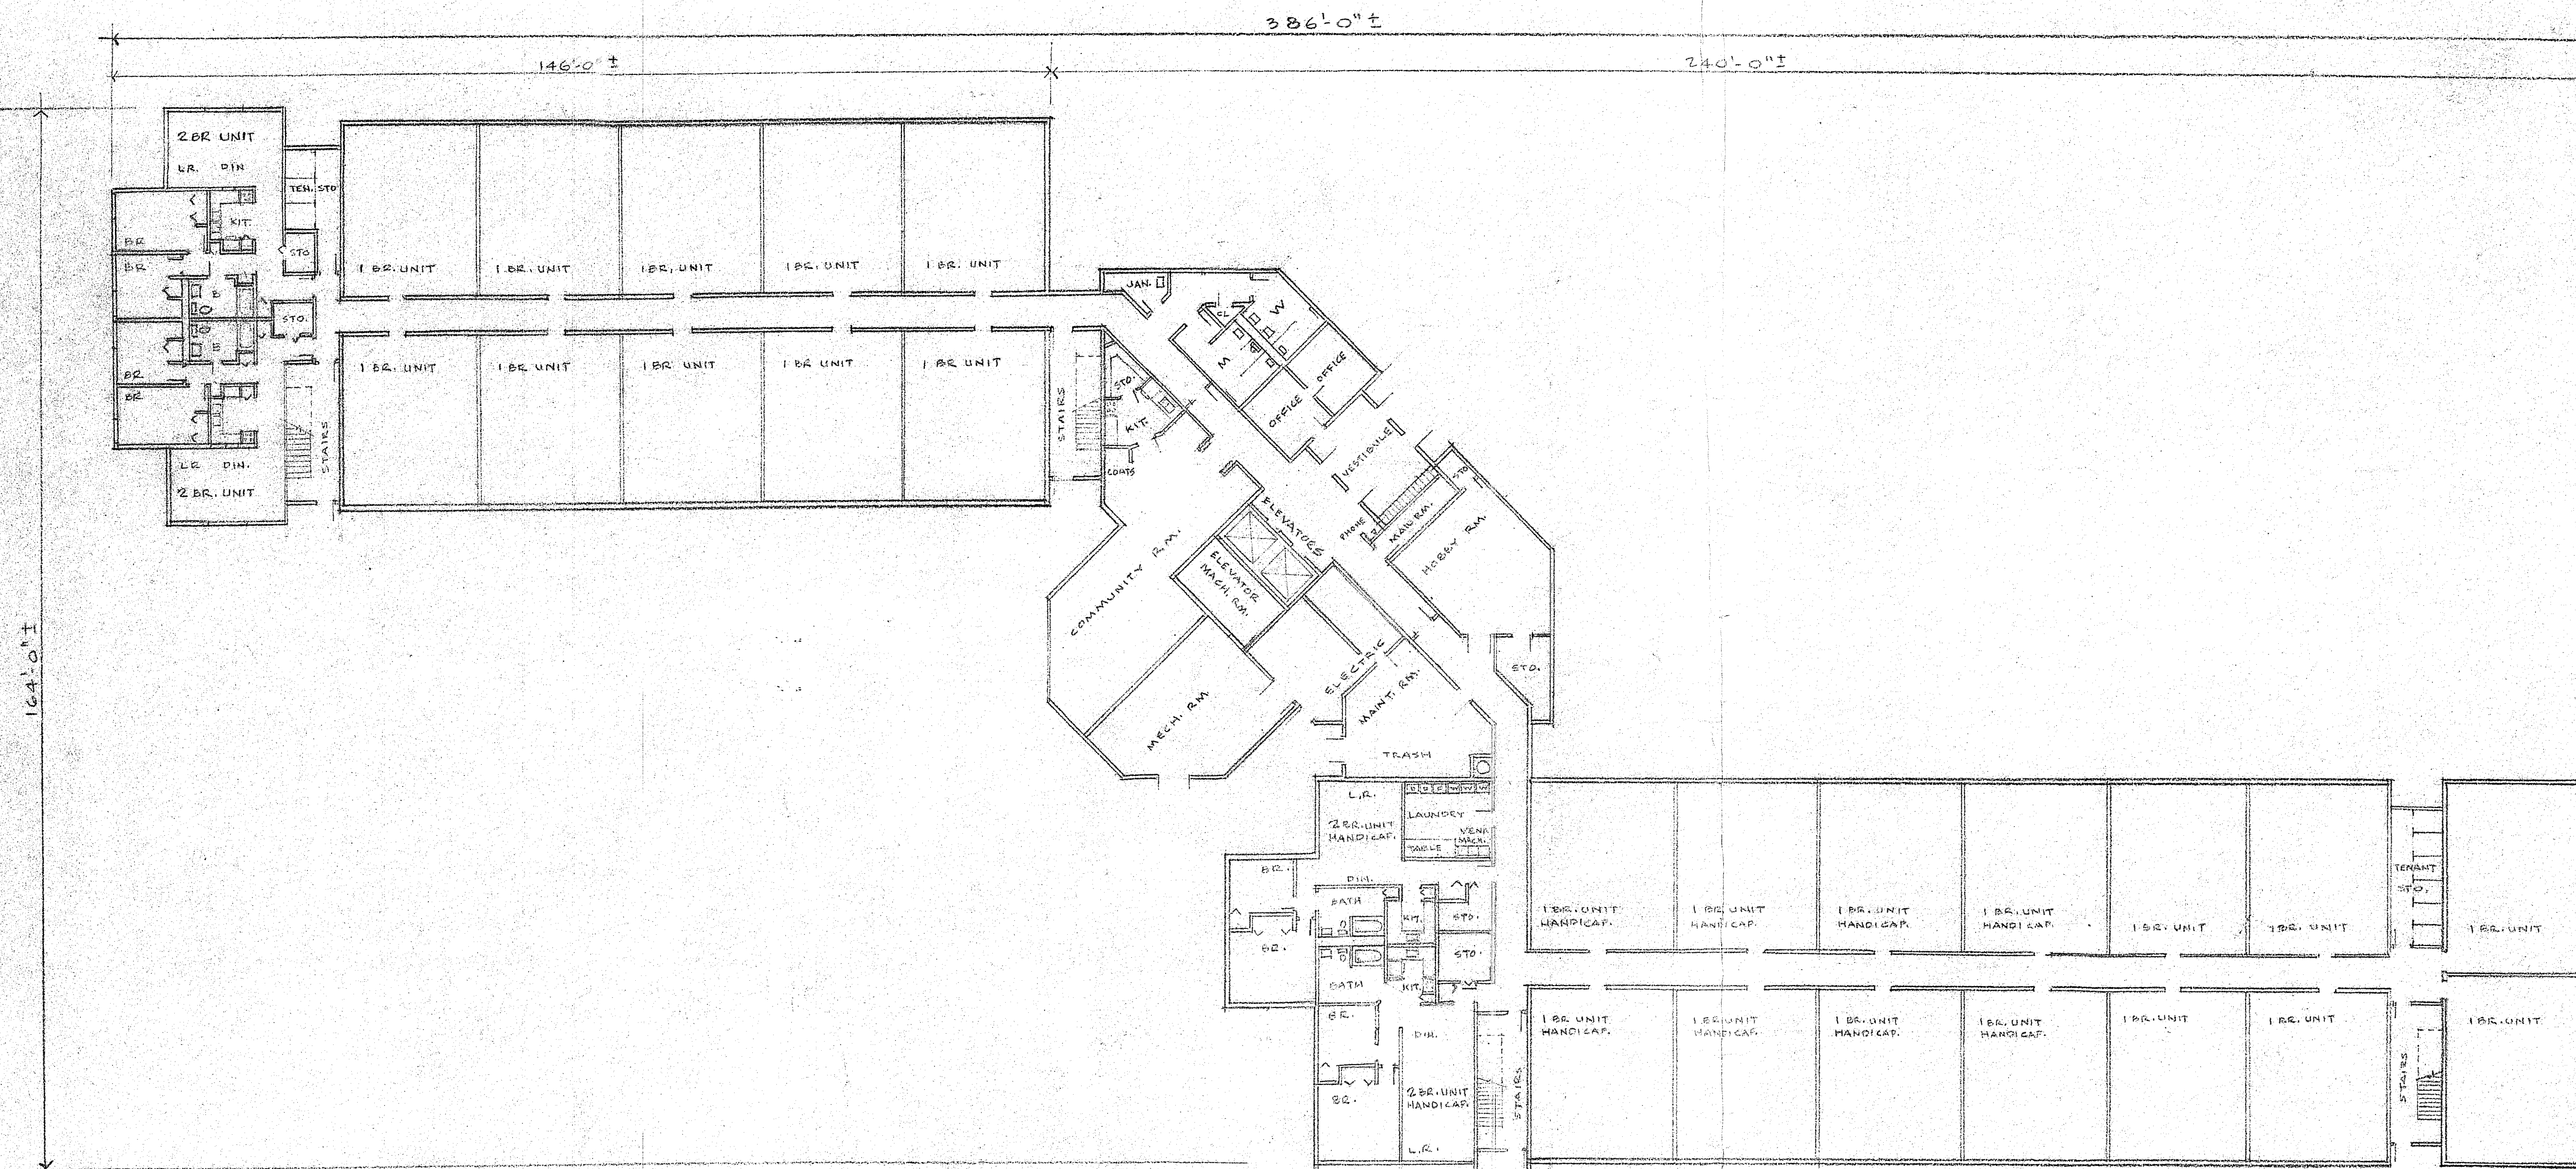 386'-0"±
146'-0"±
240'-0"±
164'-0"±
2 BR UNIT
LR. DIN
TEN. STO
KIT.
BR
STO
BR
B
STO.
B
BR
BR
LR DIN.
2 BR. UNIT
STAIRS
1 BR. UNIT
1 BR. UNIT
1 BR. UNIT
1 BR. UNIT
1 BR. UNIT
1 BR. UNIT
1 BR UNIT
1 BR UNIT
1 BR UNIT
1 BR UNIT
STAIRS
JAN.
CL
W
M
OFFICE
OFFICE
STO.
KIT.
COATS
VESTIBULE
STO
PHONE
MAIL RM.
HOBBY RM.
ELEVATORS
ELEVATOR
MACH. RM.
COMMUNITY RM.
MECH. RM
ELECTRIC
MAINT. RM.
STO.
TRASH
L.R.
2 BR. UNIT
HANDICAP.
LAUNDRY
VEND
MACH.
TABLE
BR.
DIN.
BATH
KIT.
STO.
BR.
STO.
BATH
KIT.
BR.
DIN.
BR.
2 BR. UNIT
HANDICAP.
L.R.
STAIRS
1 BR. UNIT
HANDICAP.
1 BR UNIT
HANDICAP.
1 BR. UNIT
HANDICAP.
1 BR. UNIT
HANDICAP.
1 BR. UNIT
1 BR. UNIT
TENANT
STO.
1 BR. UNIT
1 BR UNIT
HANDICAP.
1 BR UNIT
HANDICAP.
1 BR. UNIT
HANDICAP.
1 BR. UNIT
HANDICAP.
1 BR. UNIT
1 BR. UNIT
STAIRS
1 BR. UNIT